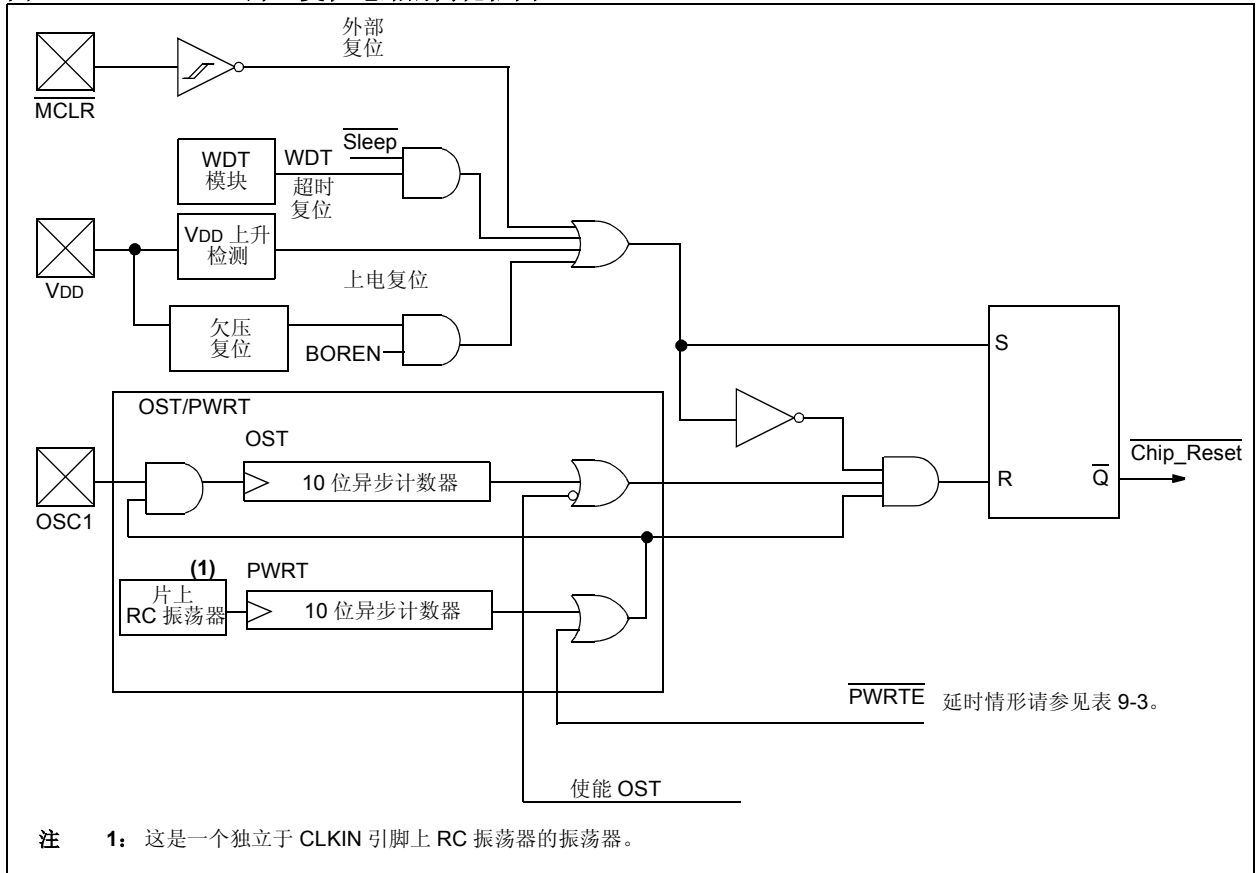 外部
复位
MCLR
Sleep
WDT
模块
WDT
超时
复位
VDD 上升
检测
VDD
上电复位
欠压
复位
BOREN
S
OST/PWRT
OST
10 位异步计数器
OSC1
R
Q
Chip_Reset
(1)
PWRT
片上
RC 振荡器
10 位异步计数器
PWRTE 延时情形请参见表 9-3。
使能 OST
注 1: 这是一个独立于 CLKIN 引脚上 RC 振荡器的振荡器。